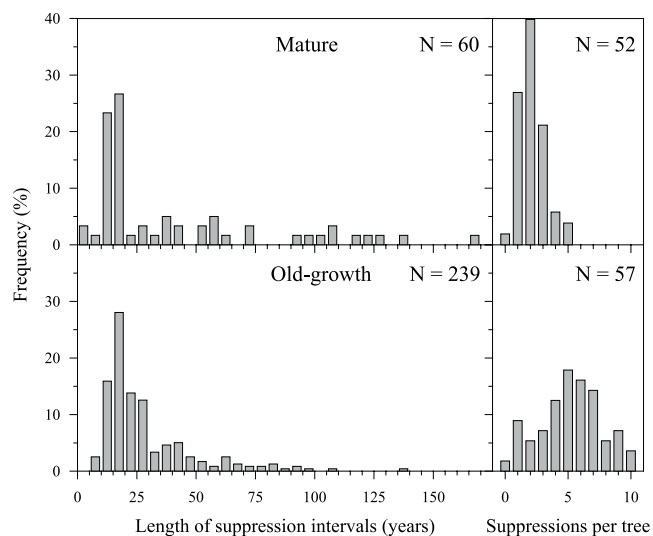 40
Mature
N = 60
N = 52
30
20
10
0
Frequency (%)
Old-growth
N = 239
N = 57
30
20
10
0
0 25 50 75 100 125 150
0 5 10
Length of suppression intervals (years)
Suppressions per tree